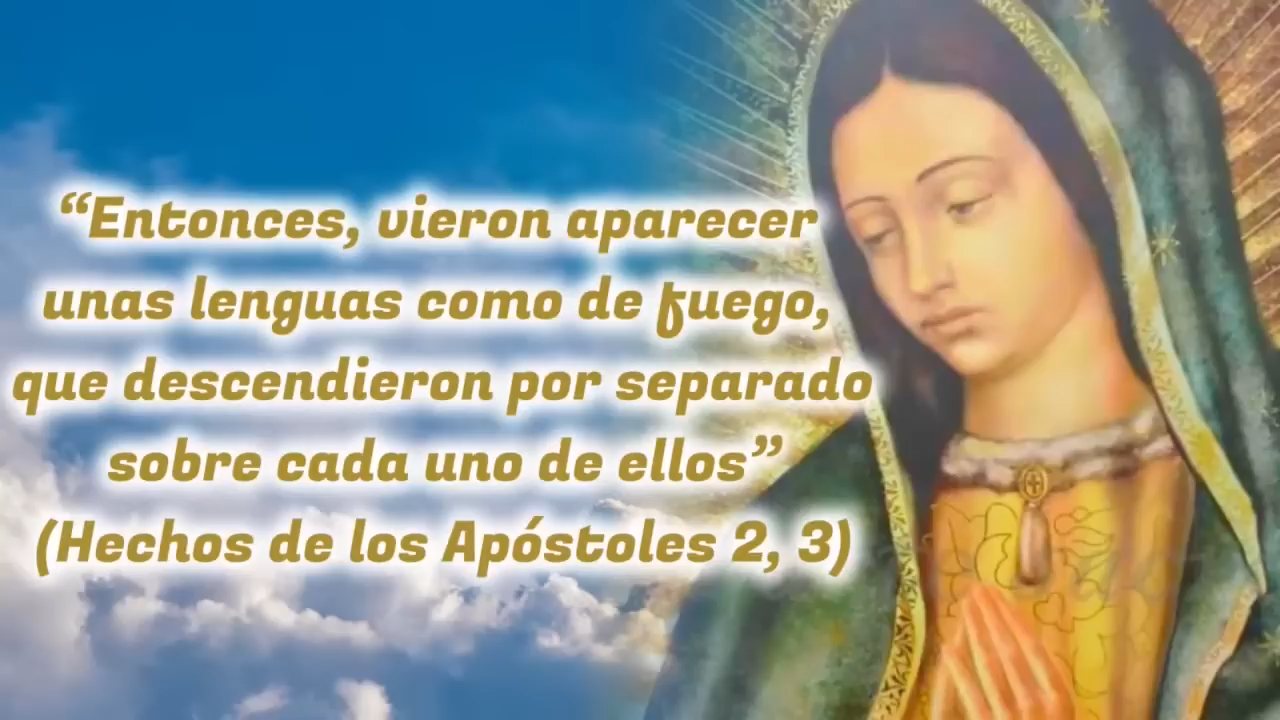 “Entonces, vieron aparecer
unas lenguas como de fuego,
que descendieron por separado
sobre cada uno de ellos”
(Hechos de los Apóstoles 2, 3)